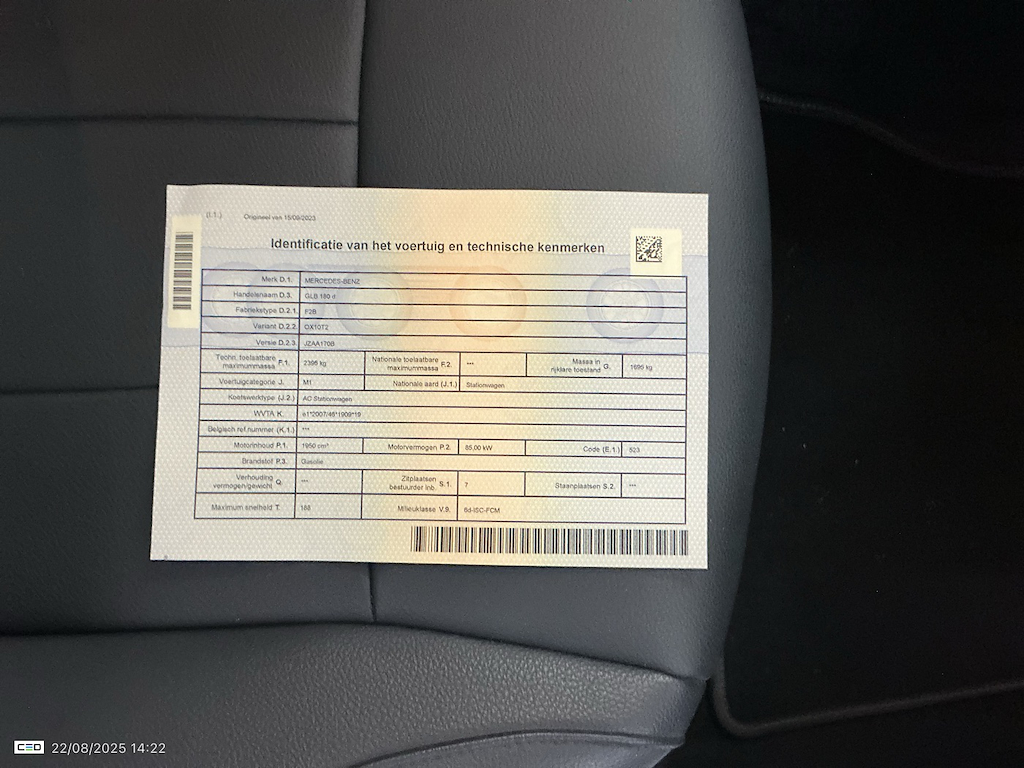 (I.1.) Origineel van 15/09/2023
Identificatie van het voertuig en technische kenmerken
Merk D.1. MERCEDES-BENZ
Handelsnaam D.3. GLB 180 d
Fabriekstype D.2.1. F2B
Variant D.2.2. OX10T2
Versie D.2.3. JZAA170B
Techn. toelaatbare maximummassa F.1. 2395 kg Nationale toelaatbare maximummassa F.2. *** Massa in rijklare toestand G. 1695 kg
Voertuigcategorie J. M1 Nationale aard (J.1.) Stationwagen
Koetswerktype (J.2.) AC Stationwagen
WVTA K. e1*2007/46*1909*19
Belgisch ref.nummer (K.1.) ***
Motorinhoud P.1. 1950 cm³ Motorvermogen P.2. 85,00 kW Code (E.1.) 523
Brandstof P.3. Gasolie
Verhouding vermogen/gewicht Q. *** Zitplaatsen bestuurder inb. S.1. 7 Staanplaatsen S.2. ***
Maximum snelheid T. 188 Milieuklasse V.9. 6d-ISC-FCM
CEO 22/08/2025 14:22